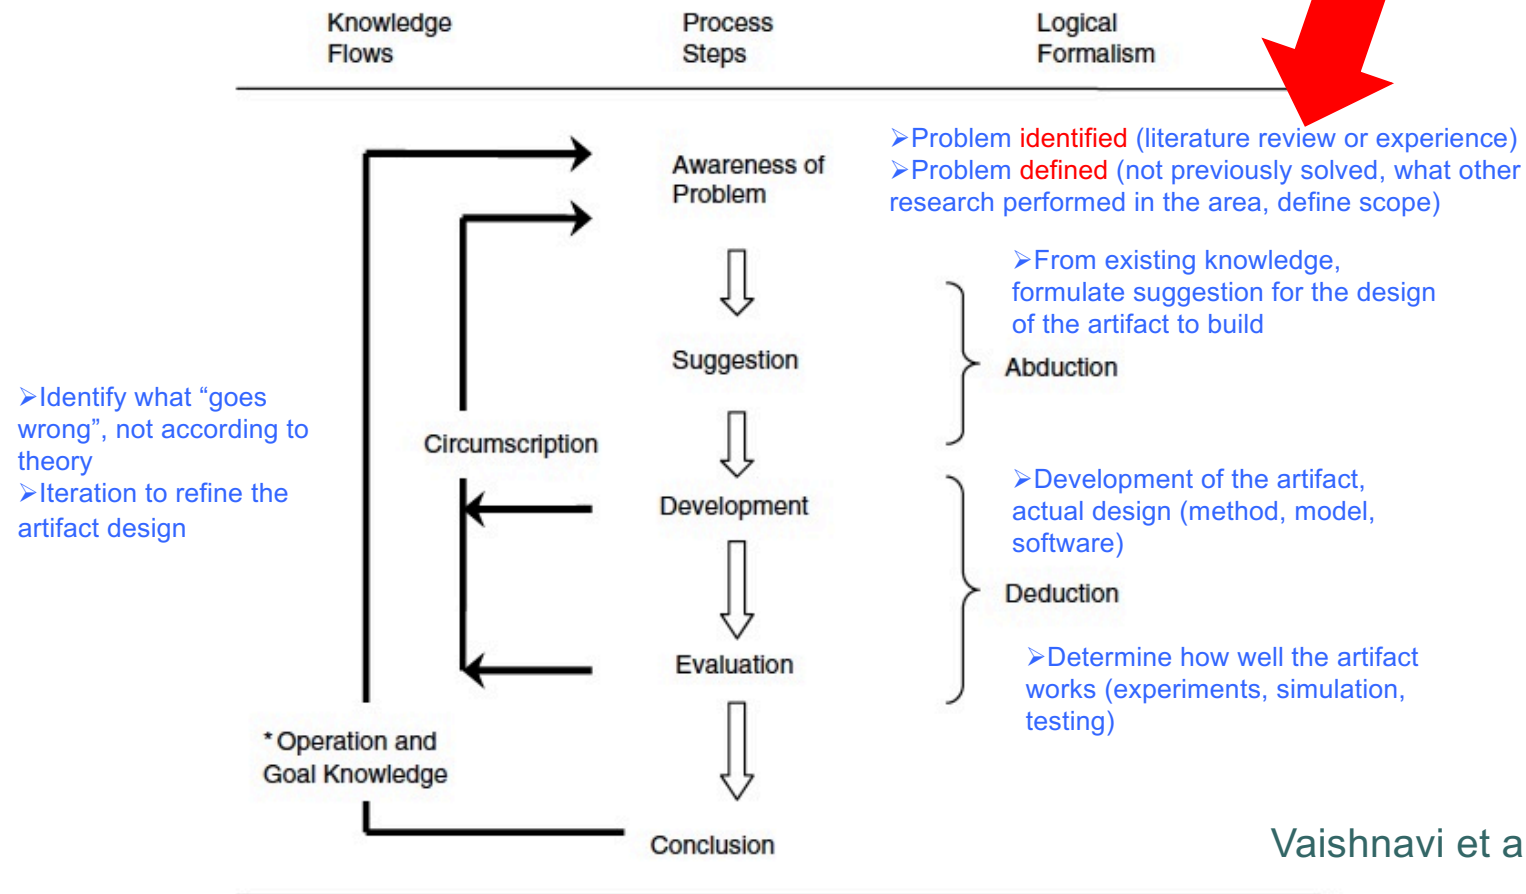 Knowledge
Flows
Process
Steps
Logical
Formalism
➢Problem identified (literature review or experience)
➢Problem defined (not previously solved, what other
research performed in the area, define scope)
Awareness of
Problem
➢From existing knowledge,
formulate suggestion for the design
of the artifact to build
Suggestion
Abduction
➢Identify what “goes
wrong”, not according to
theory
➢Iteration to refine the
artifact design
Circumscription
Development
➢Development of the artifact,
actual design (method, model,
software)
Deduction
Evaluation
➢Determine how well the artifact
works (experiments, simulation,
testing)
* Operation and
Goal Knowledge
Conclusion
Vaishnavi et a